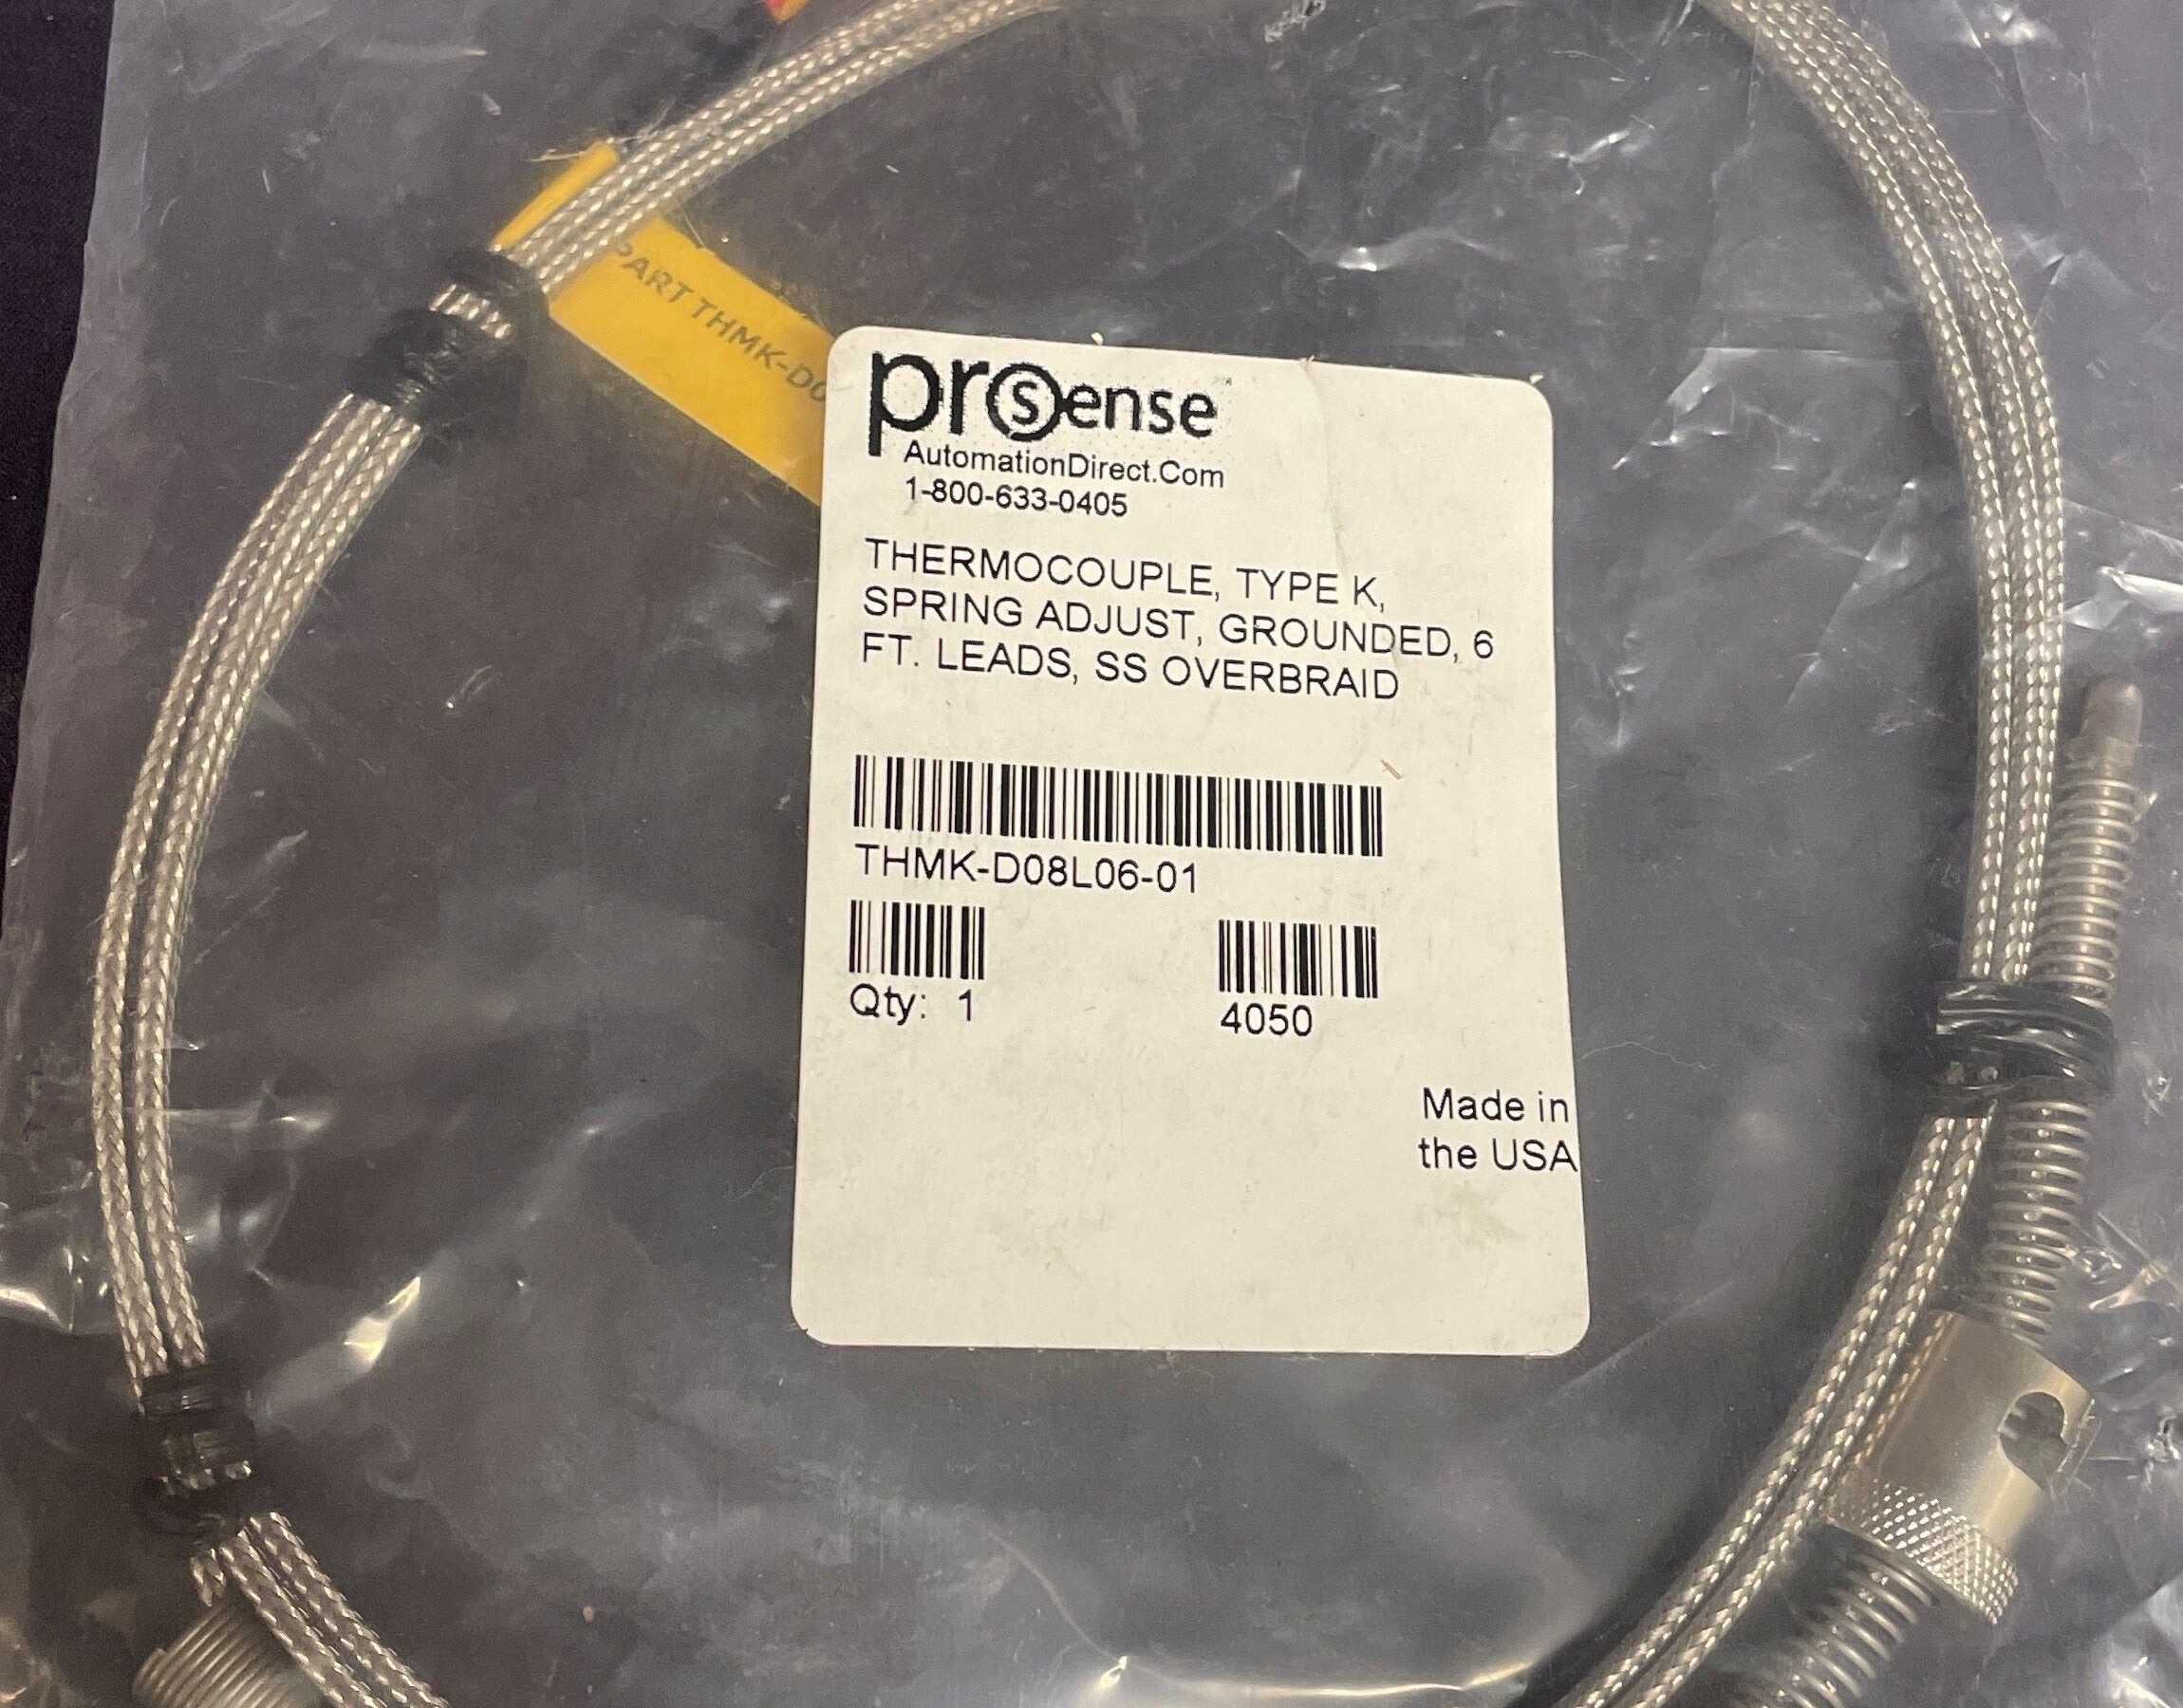 PART THMK-D0
prosense™
AutomationDirect.Com
1-800-633-0405
THERMOCOUPLE, TYPE K,
SPRING ADJUST, GROUNDED, 6
FT. LEADS, SS OVERBRAID
THMK-D08L06-01
Qty: 1
4050
Made in
the USA